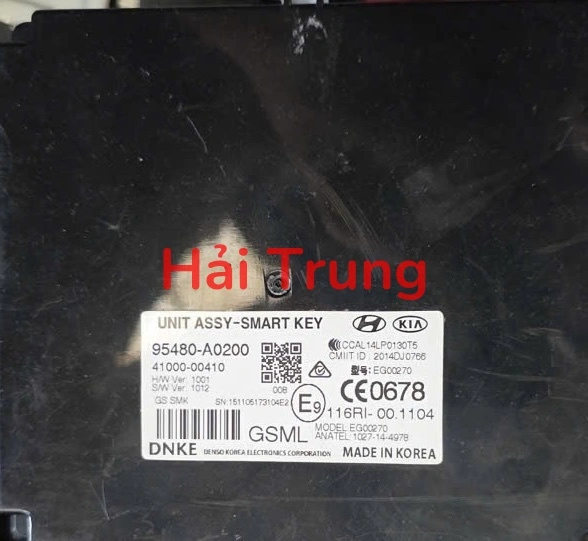 Hải Trung
UNIT ASSY-SMART KEY
HYUNDAI KIA
95480-A0200
41000-00410
H/W Ver. 1001
S/W Ver. 1012
GS SMK
SN:151105173104E2
00B
CCAL14LP0130T5
CMIIT ID : 2014DJ0766
型号: EG00270
CE0678
E9
116RI- 00.1104
GSML
MODEL:EG00270
ANATEL:1027-14-4978
DNKE
DENSO KOREA ELECTRONICS CORPORATION
MADE IN KOREA